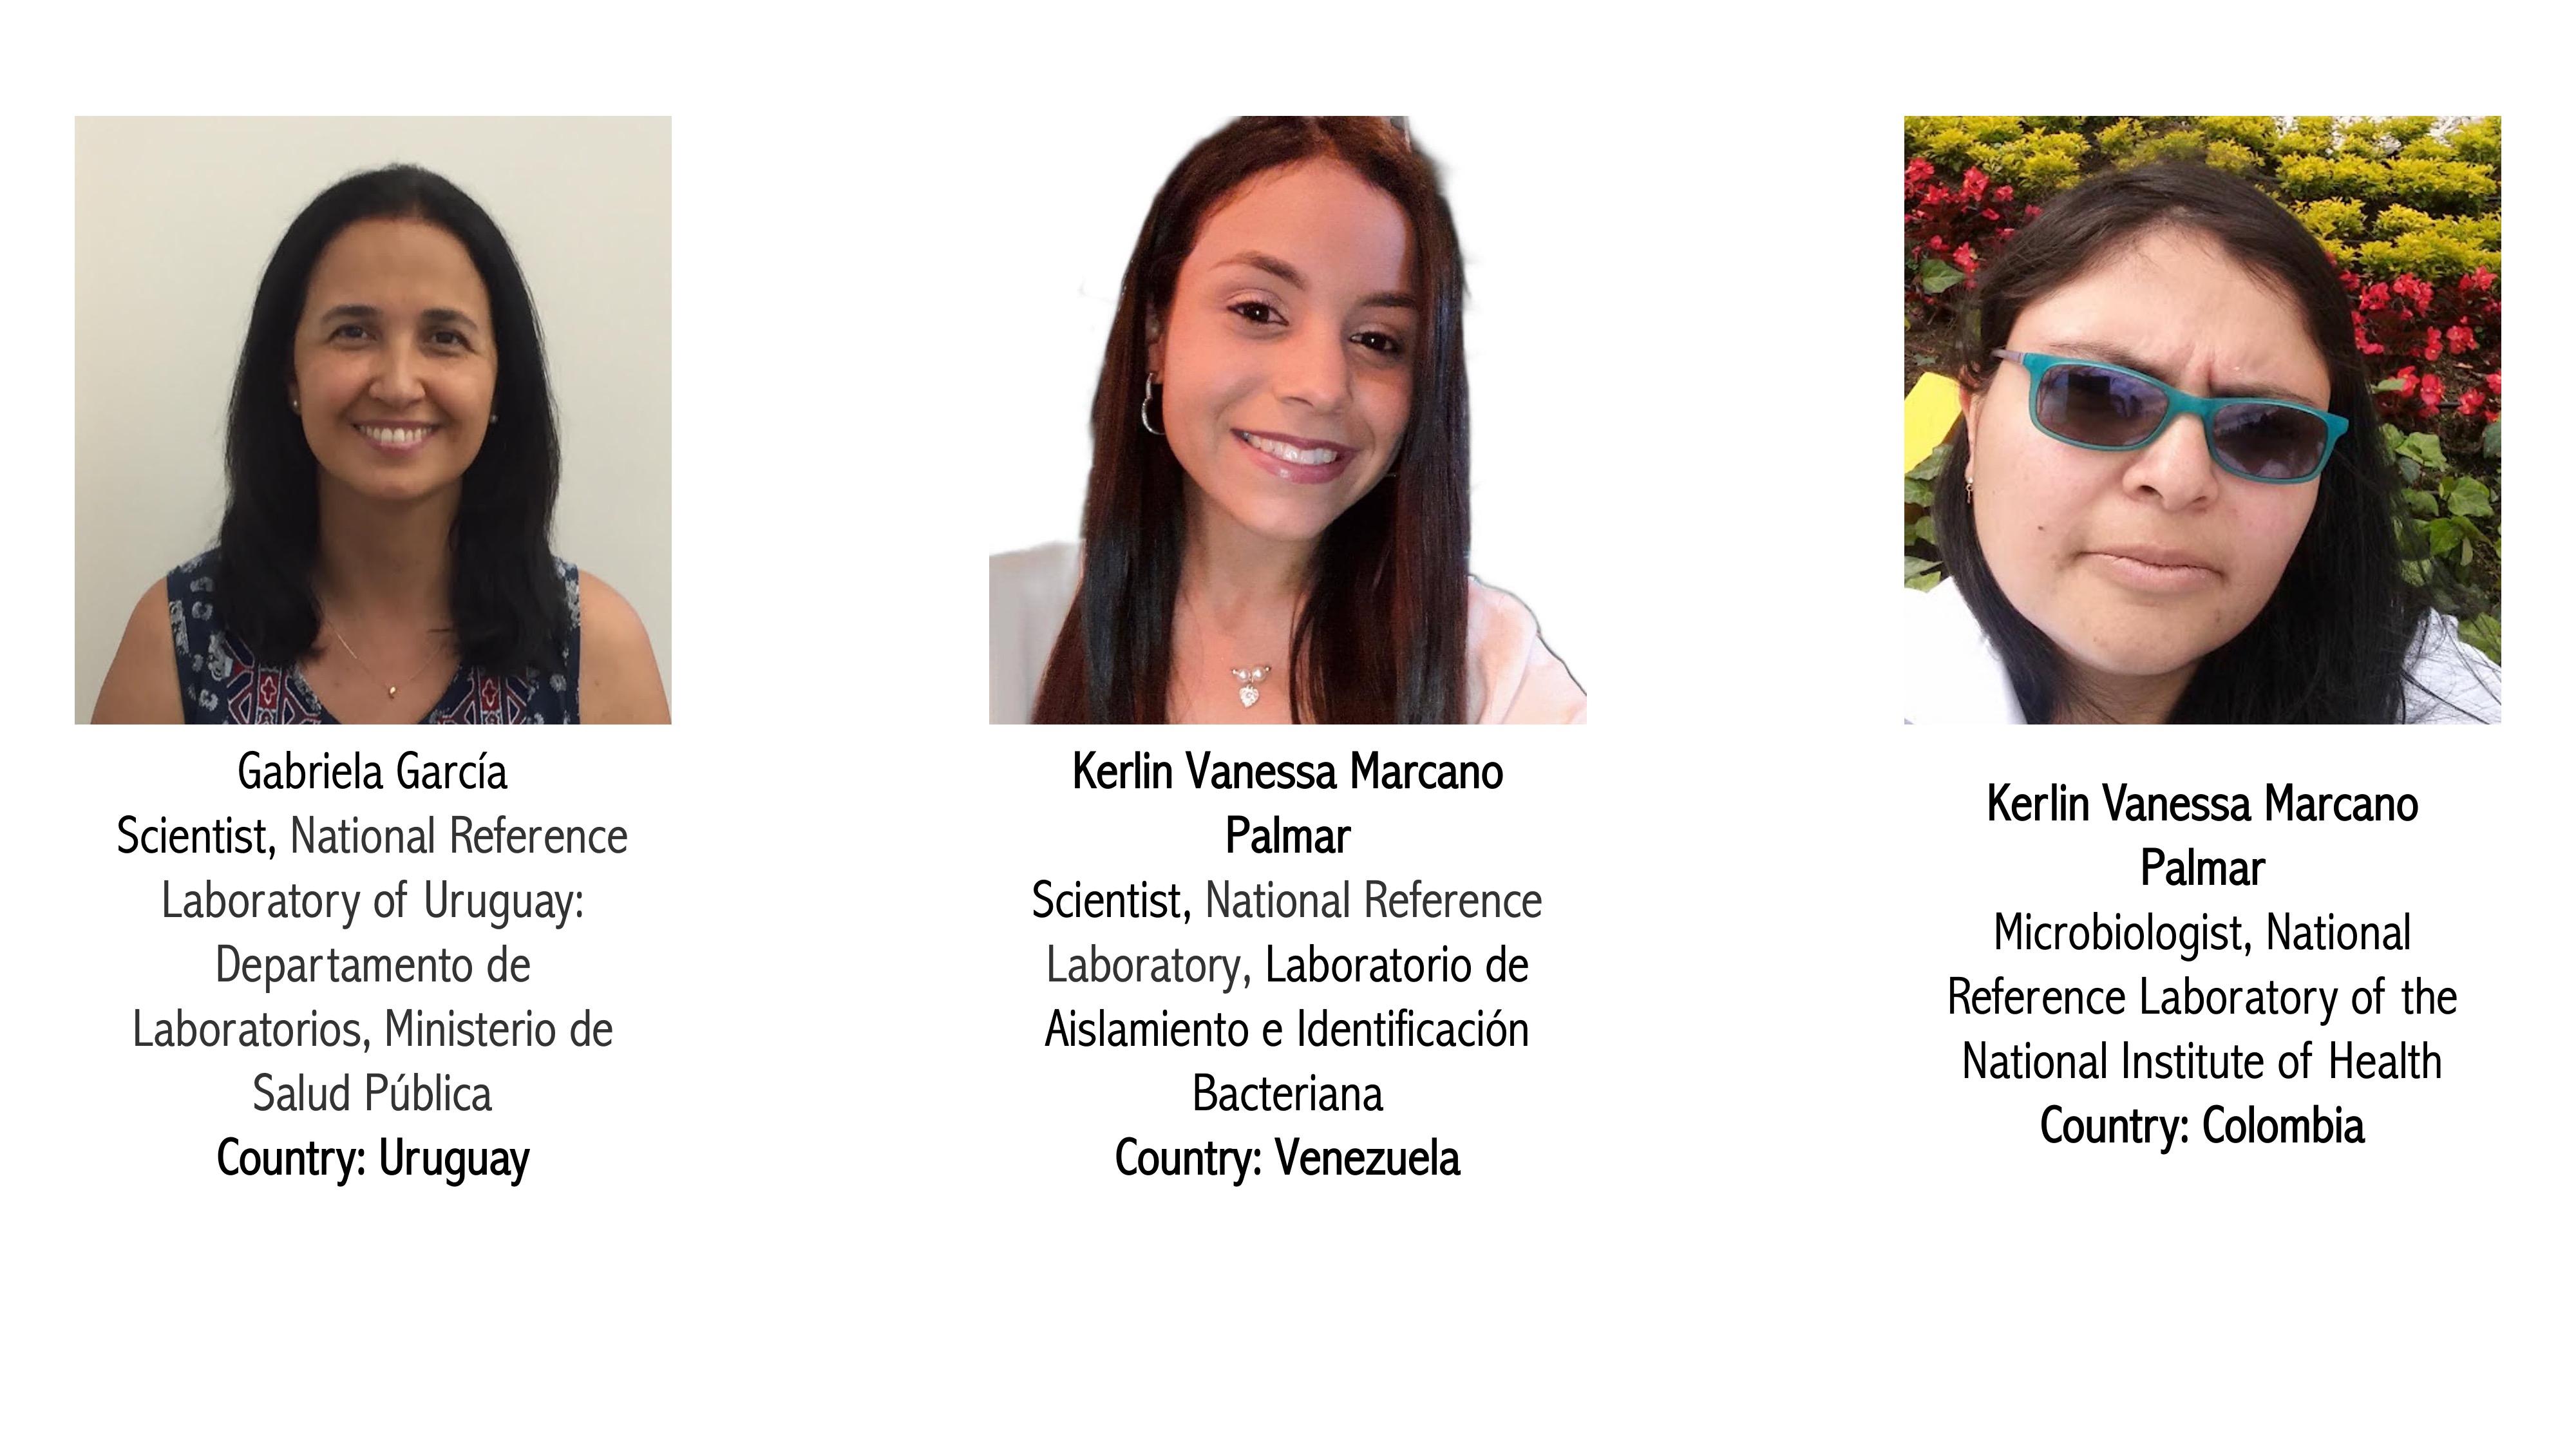 Gabriela García
Scientist, National Reference
Laboratory of Uruguay:
Departamento de
Laboratorios, Ministerio de
Salud Pública
Country: Uruguay
Kerlin Vanessa Marcano
Palmar
Scientist, National Reference
Laboratory, Laboratorio de
Aislamiento e Identificación
Bacteriana
Country: Venezuela
Kerlin Vanessa Marcano
Palmar
Microbiologist, National
Reference Laboratory of the
National Institute of Health
Country: Colombia